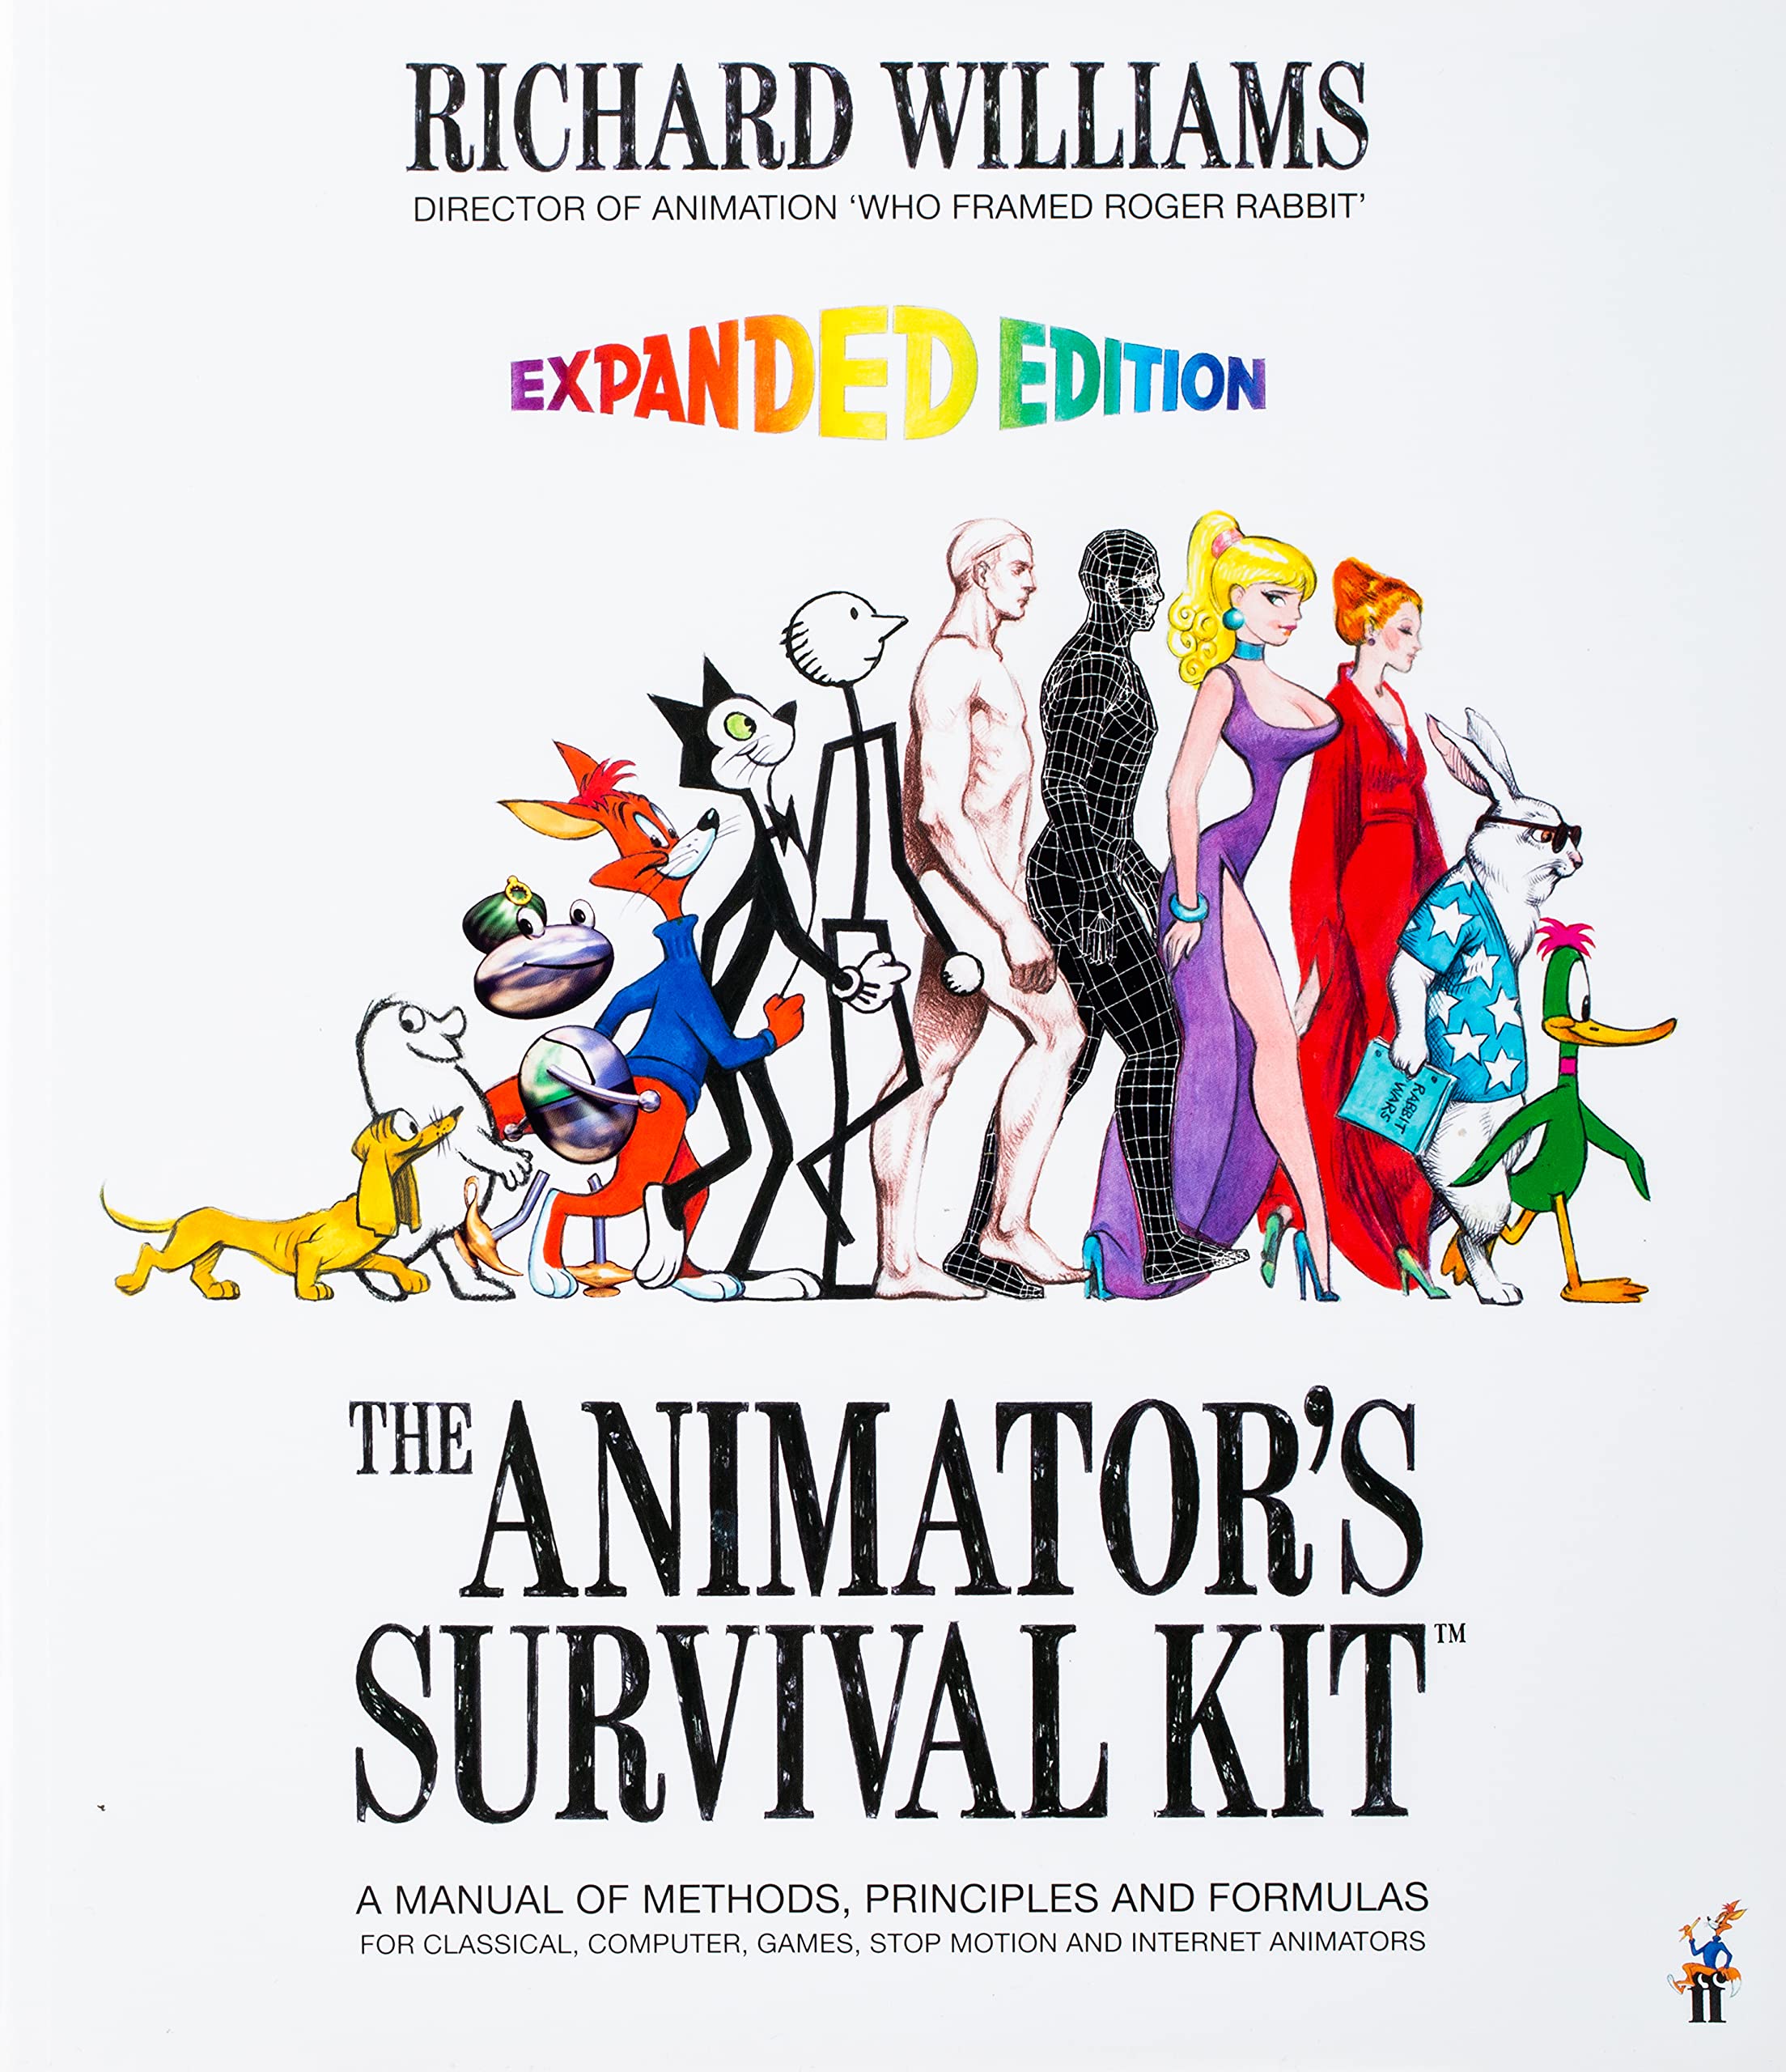 RICHARD WILLIAMS
DIRECTOR OF ANIMATION ‘WHO FRAMED ROGER RABBIT’
EXPANDED EDITION
RABBIT
WARS
THE ANIMATOR’S
SURVIVAL KIT™
A MANUAL OF METHODS, PRINCIPLES AND FORMULAS
FOR CLASSICAL, COMPUTER, GAMES, STOP MOTION AND INTERNET ANIMATORS
ff